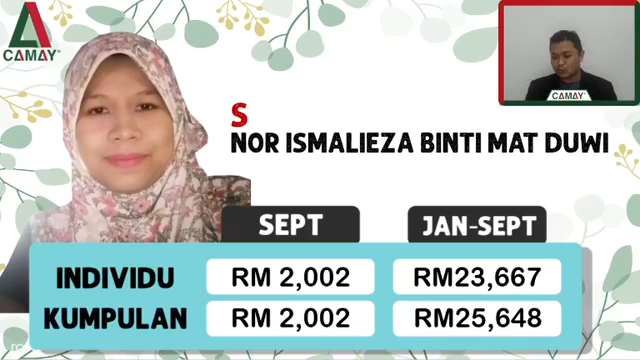 CAMAY®
CAMAY
S
NOR ISMALIEZA BINTI MAT DUWI
SEPT JAN-SEPT
INDIVIDU RM 2,002 RM23,667
KUMPULAN RM 2,002 RM25,648